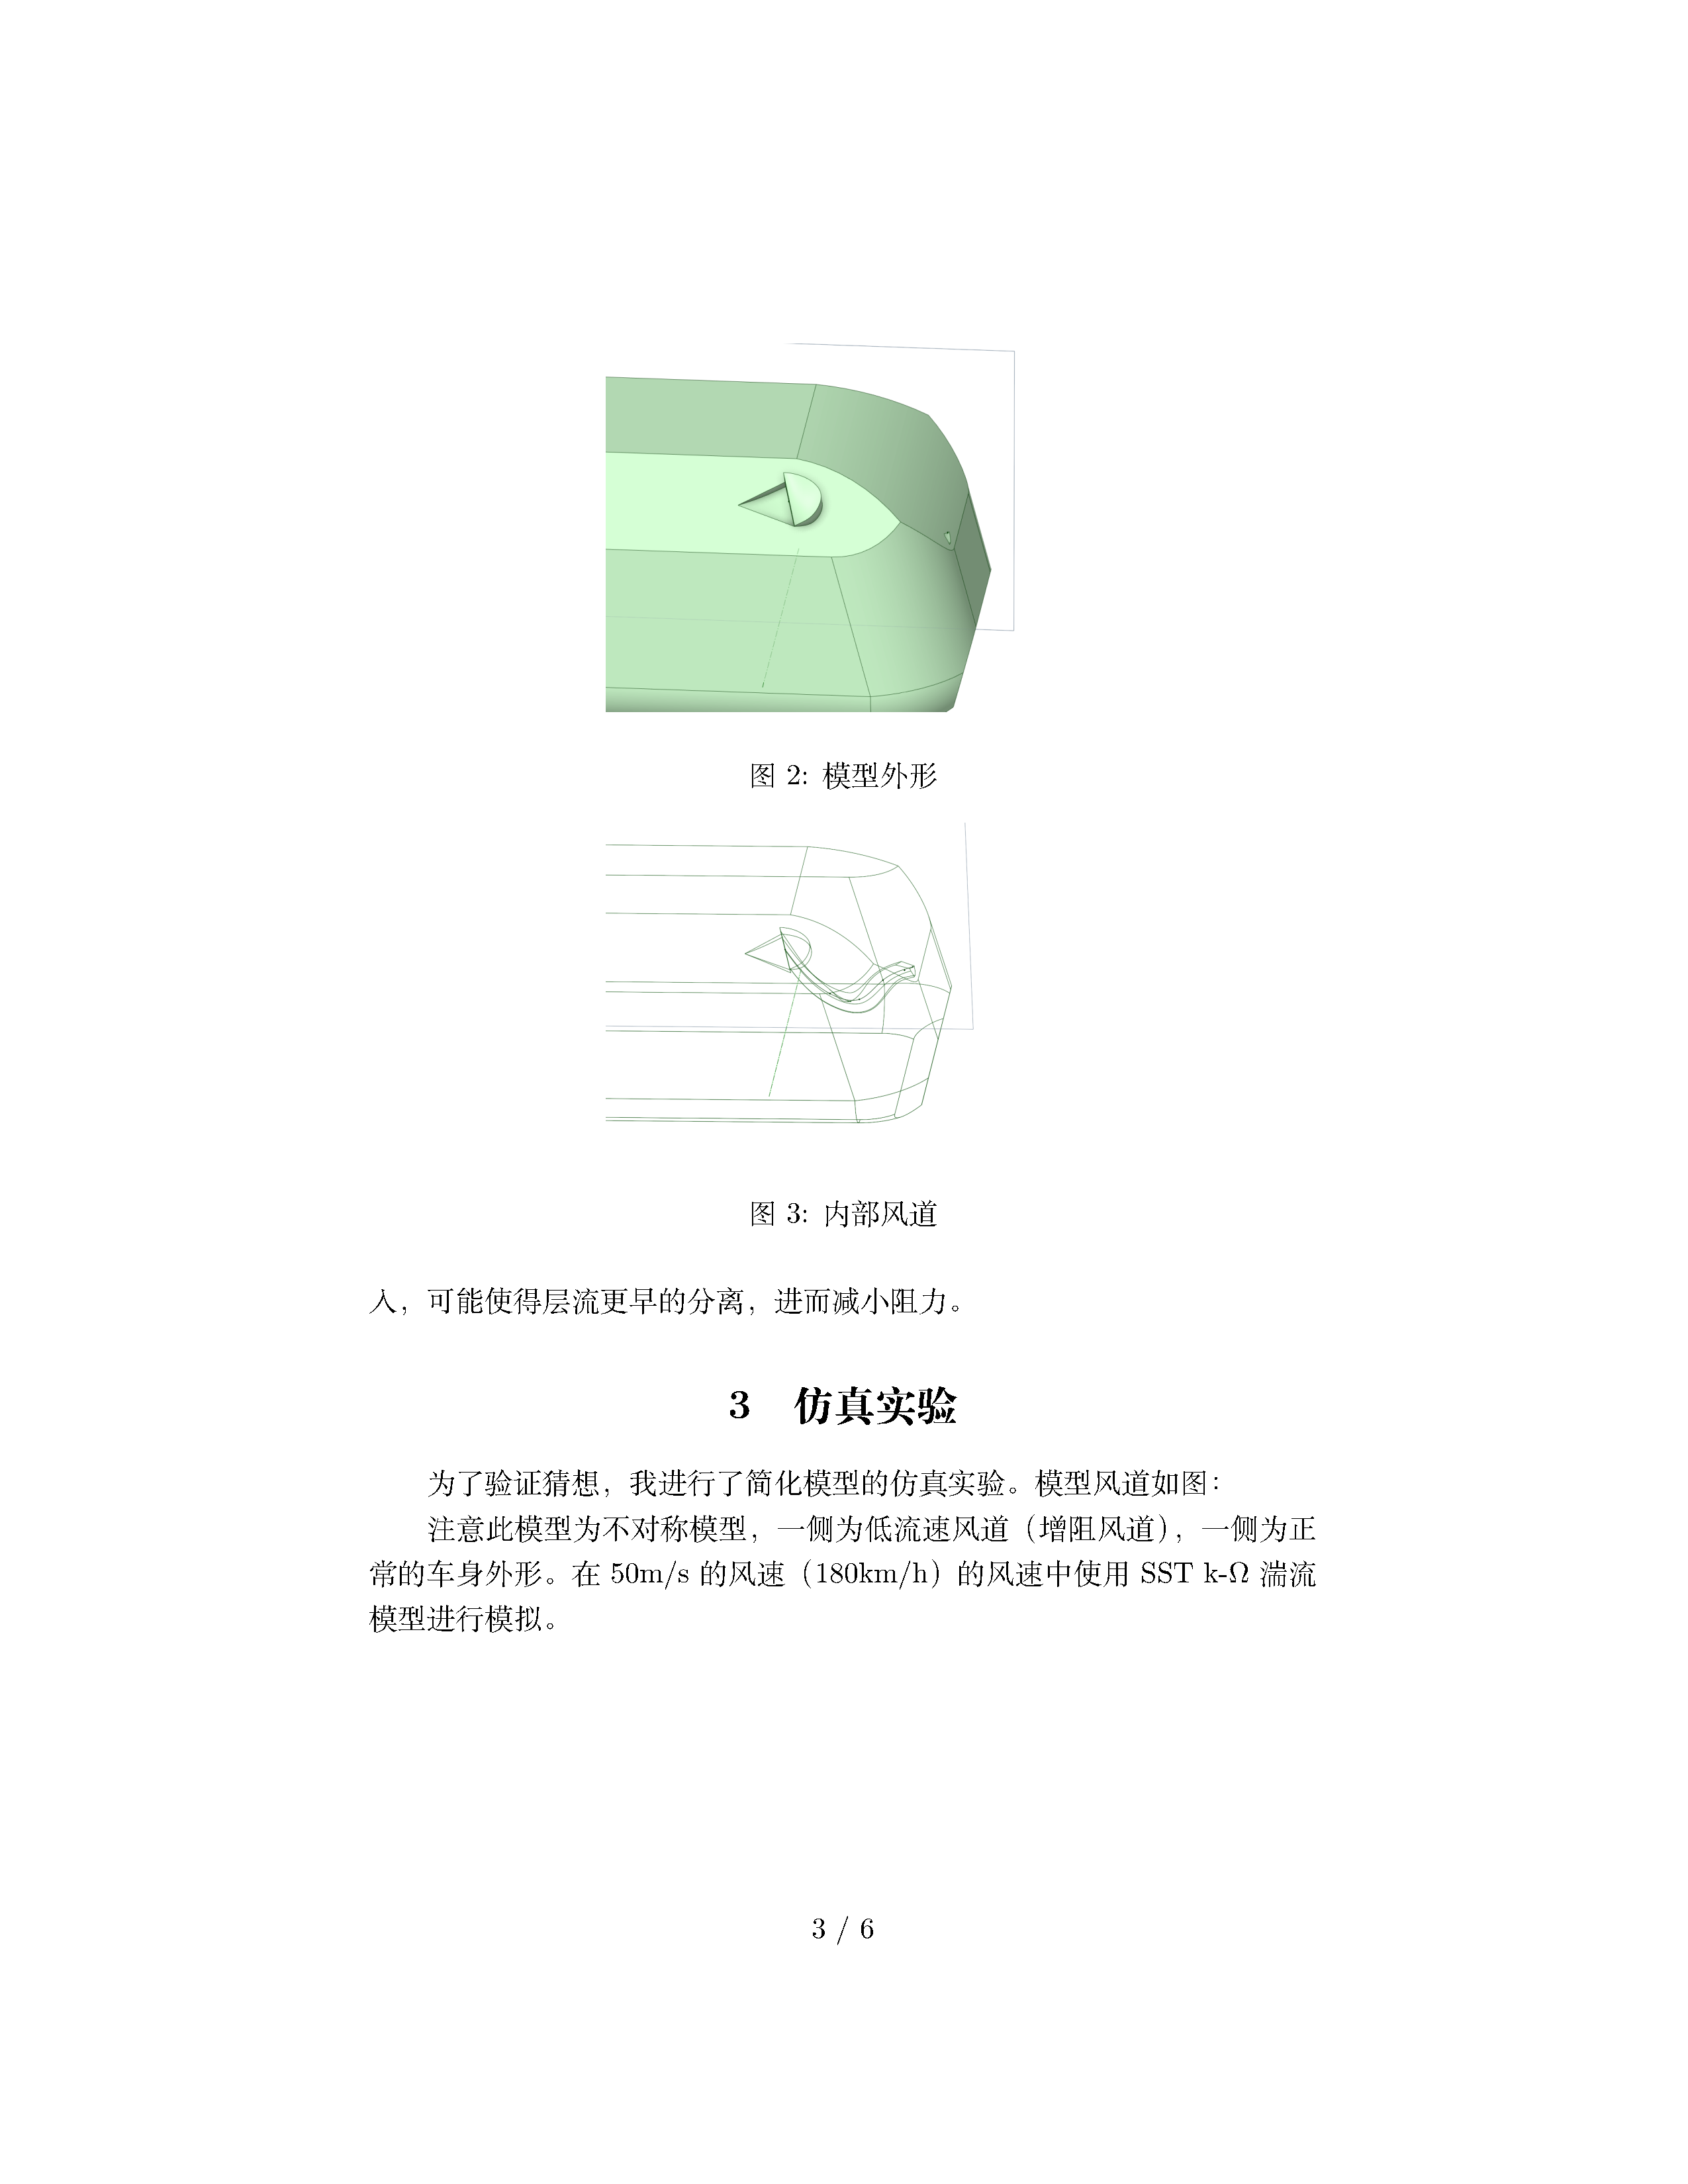 图 2: 模型外形
图 3: 内部风道
入，可能使得层流更早的分离，进而减小阻力。
3 仿真实验
为了验证猜想，我进行了简化模型的仿真实验。模型风道如图：
注意此模型为不对称模型，一侧为低流速风道（增阻风道），一侧为正
常的车身外形。在 50m/s 的风速（180km/h）的风速中使用 SST k-Ω 湍流
模型进行模拟。
3 / 6